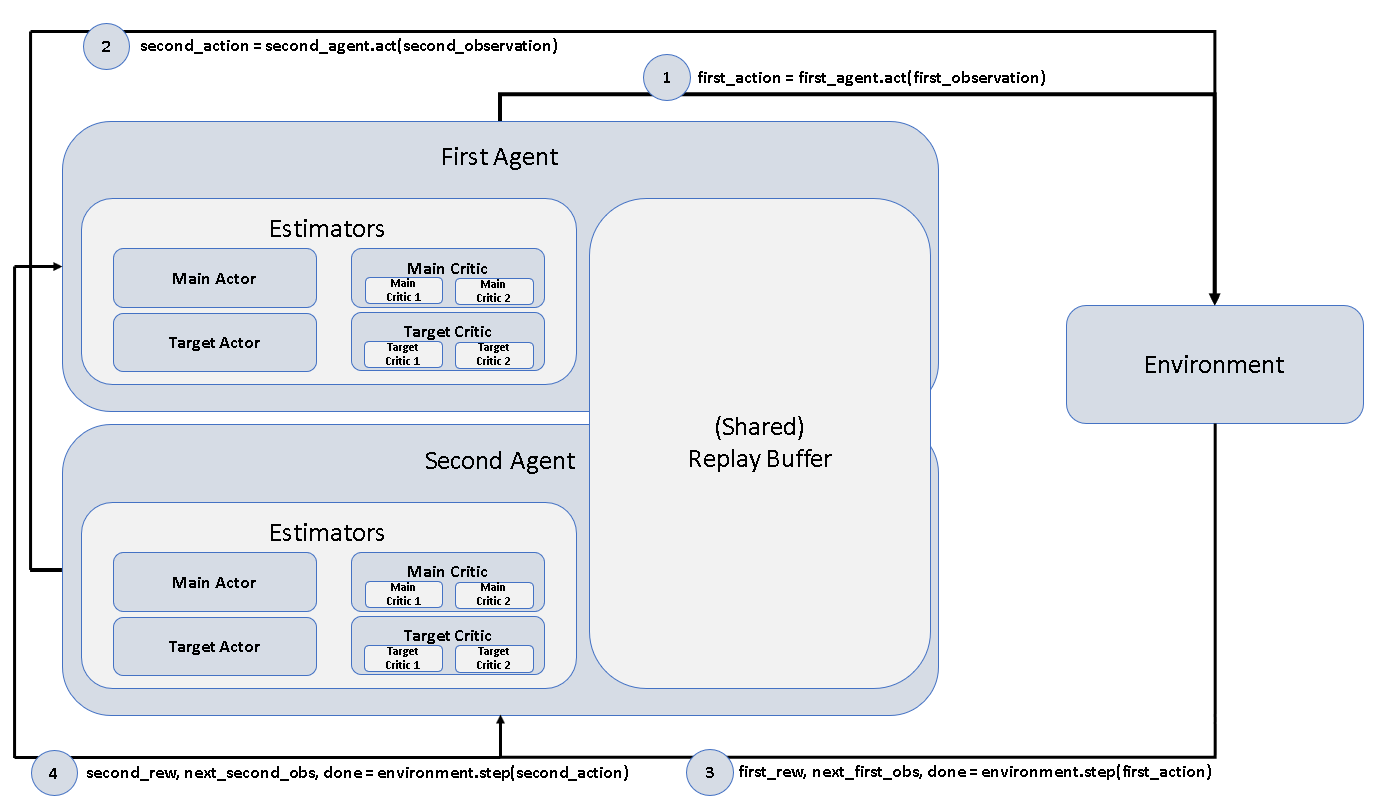 2
second_action = second_agent.act(second_observation)
1
first_action = first_agent.act(first_observation)
First Agent
Estimators
Main Actor
Main Critic
Main
Critic 1
Main
Critic 2
Target Actor
Target Critic
Target
Critic 1
Target
Critic 2
(Shared)
Replay Buffer
Environment
Second Agent
Estimators
Main Actor
Main Critic
Main
Critic 1
Main
Critic 2
Target Actor
Target Critic
Target
Critic 1
Target
Critic 2
4
second_rew, next_second_obs, done = environment.step(second_action)
3
first_rew, next_first_obs, done = environment.step(first_action)